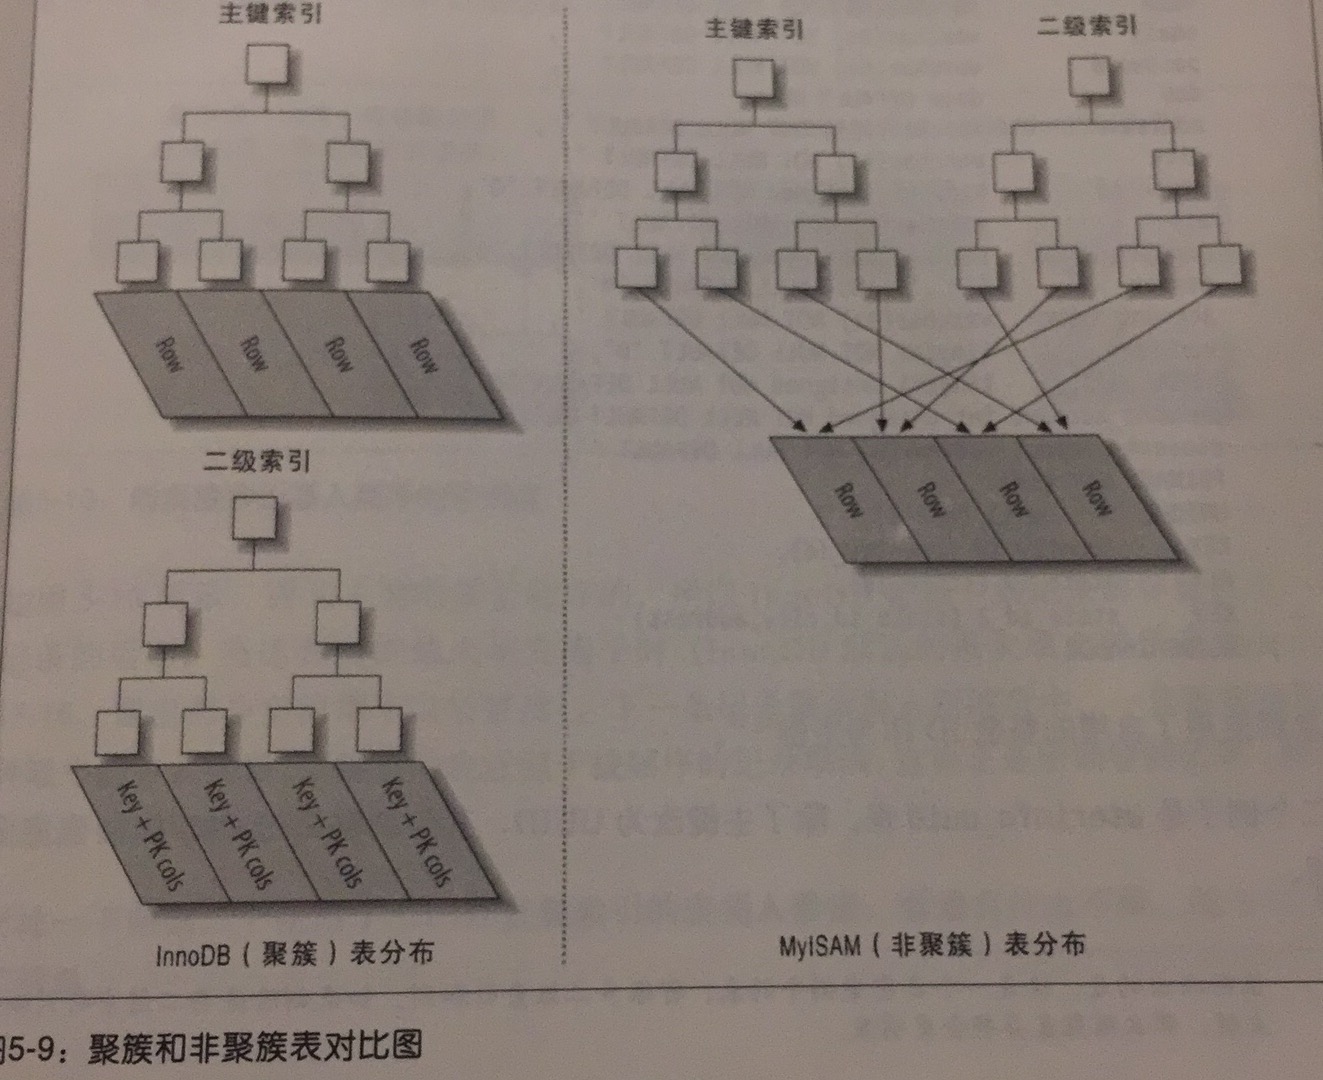 主键索引
Row
Row
Row
Row
二级索引
Key + PK cols
Key + PK cols
Key + PK cols
Key + PK cols
InnoDB（聚簇）表分布
主键索引
二级索引
Row
Row
Row
Row
MyISAM（非聚簇）表分布
5-9：聚簇和非聚簇表对比图